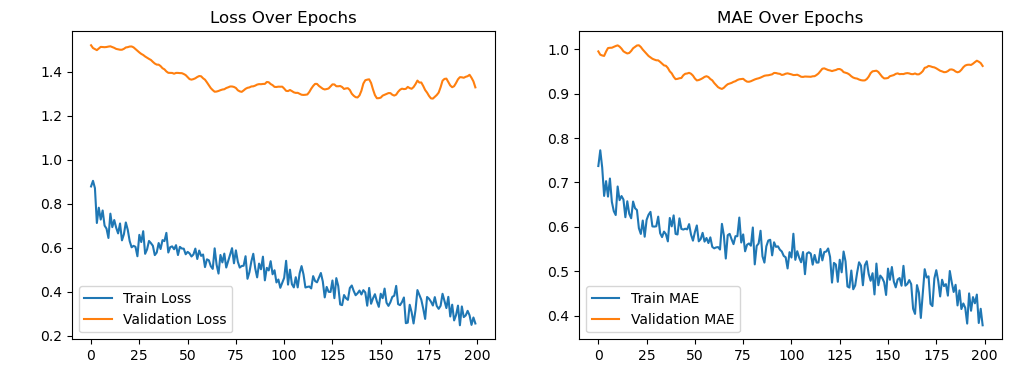 Loss Over Epochs
1.4
1.2
1.0
0.8
0.6
0.4
0.2
0 25 50 75 100 125 150 175 200
Train Loss
Validation Loss
MAE Over Epochs
1.0
0.9
0.8
0.7
0.6
0.5
0.4
0 25 50 75 100 125 150 175 200
Train MAE
Validation MAE